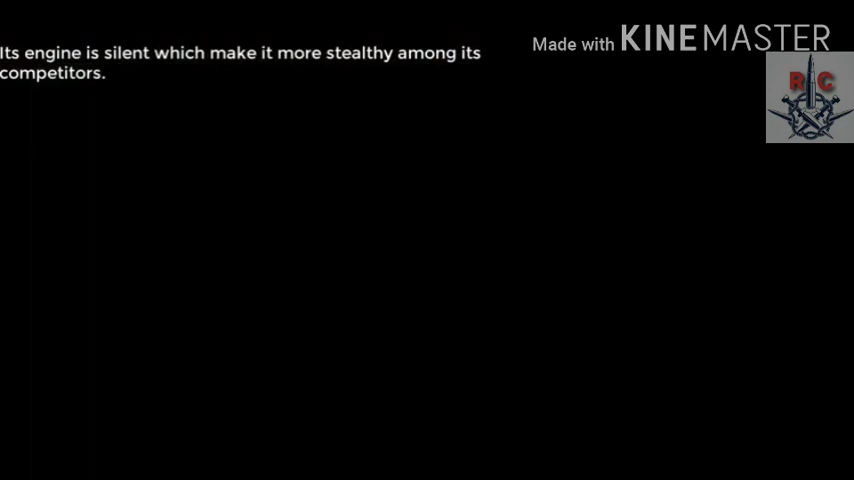 Its engine is silent which make it more stealthy among its
competitors.
Made with KINEMASTER
R C